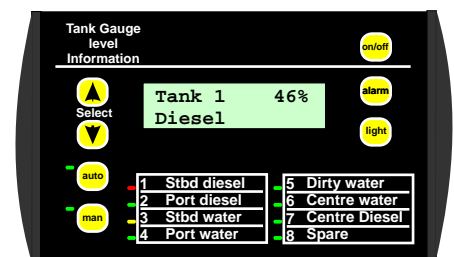 Tank Gauge
level
Information
on/off
alarm
light
Select
Tank 1 46%
Diesel
auto
man
1 Stbd diesel
2 Port diesel
3 Stbd water
4 Port water
5 Dirty water
6 Centre water
7 Centre Diesel
8 Spare